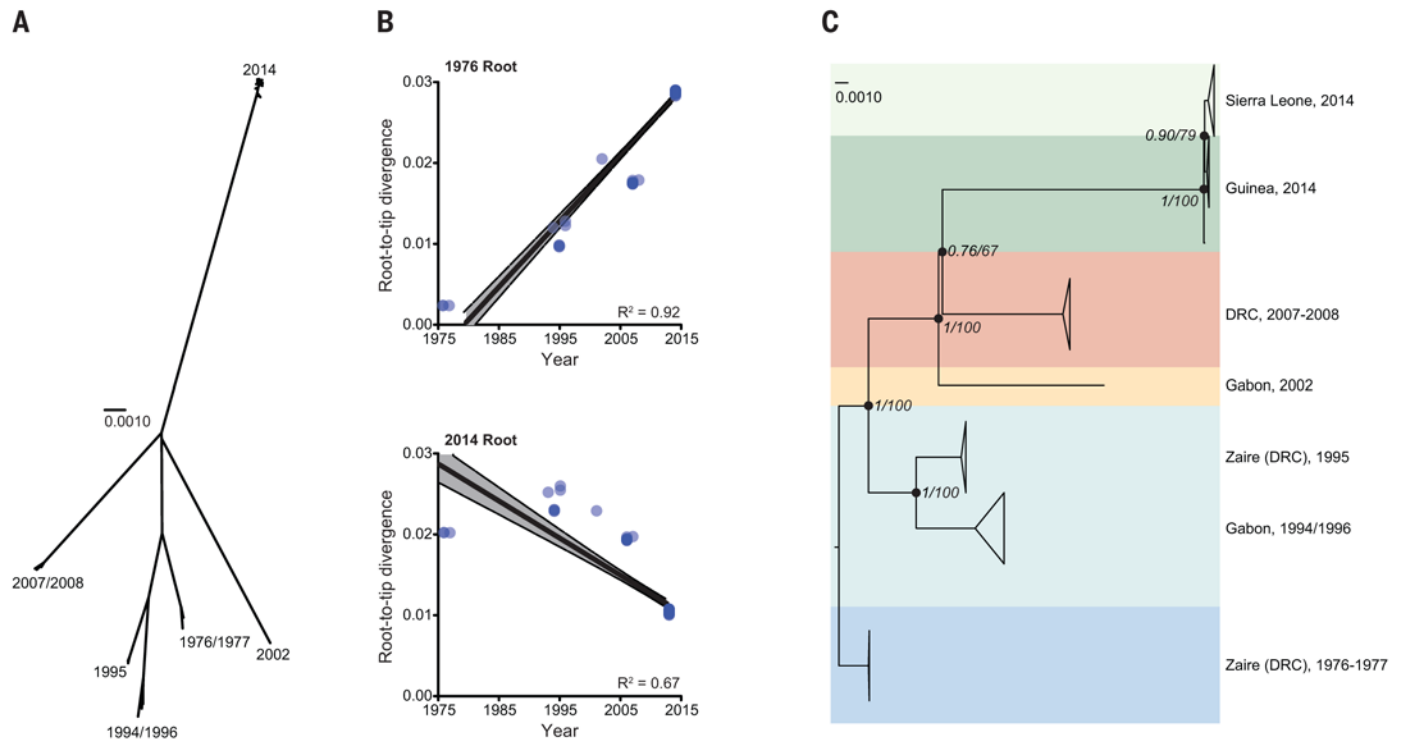 A
2014
0.0010
2007/2008
1976/1977
2002
1995
1994/1996
B
1976 Root
Root-to-tip divergence
0.03
0.02
0.01
0.00
R² = 0.92
1975 1985 1995 2005 2015
Year
2014 Root
Root-to-tip divergence
0.03
0.02
0.01
0.00
R² = 0.67
1975 1985 1995 2005 2015
Year
C
0.0010
Sierra Leone, 2014
0.90/79
Guinea, 2014
1/100
0.76/67
DRC, 2007-2008
1/100
Gabon, 2002
1/100
Zaire (DRC), 1995
1/100
Gabon, 1994/1996
Zaire (DRC), 1976-1977